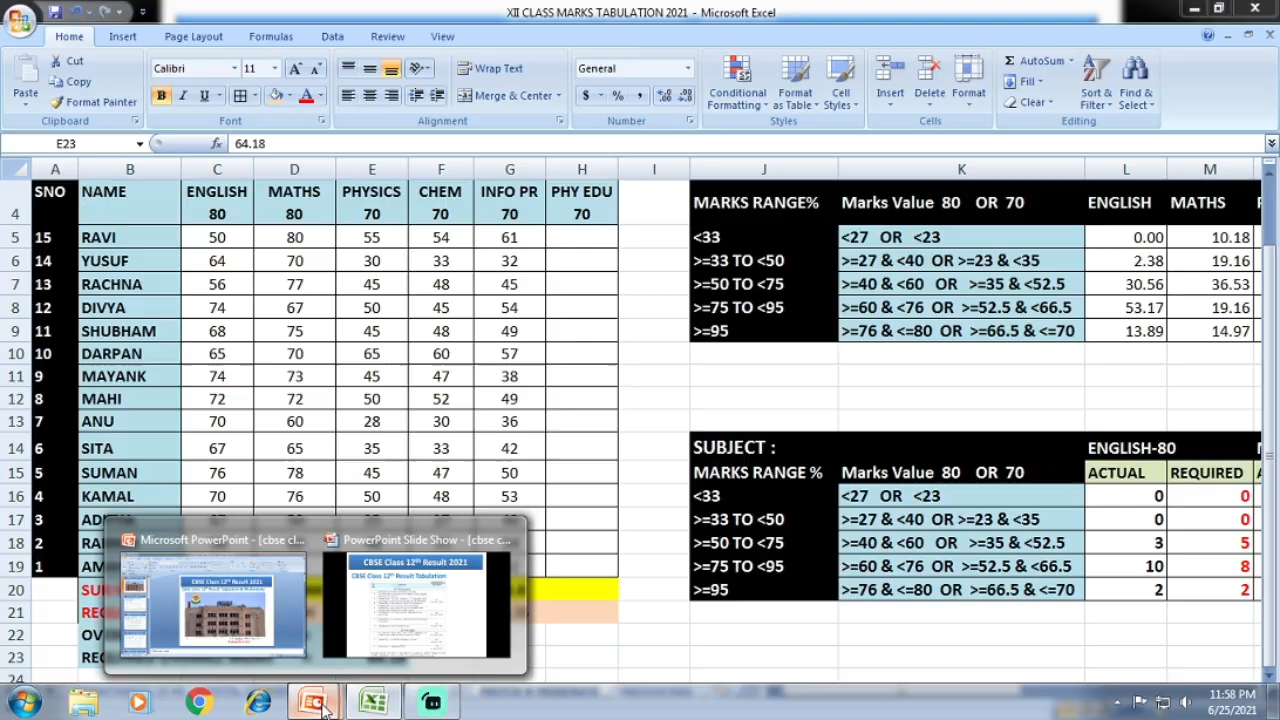 XII CLASS MARKS TABULATION 2021 - Microsoft Excel
Home Insert Page Layout Formulas Data Review View
Paste Cut Copy Format Painter Clipboard
Calibri 11 A A B I U A Font
Wrap Text Merge & Center Alignment
General $ % , Number
Conditional Formatting Format as Table Cell Styles Styles
Insert Delete Format Cells
Σ AutoSum Fill Clear Sort & Filter Find & Select Editing
E23 fx 64.18
A B C D E F G H I J K L M
SNO NAME ENGLISH MATHS PHYSICS CHEM INFO PR PHY EDU
4 80 80 70 70 70 70
MARKS RANGE% Marks Value 80 OR 70 ENGLISH MATHS
5 15 RAVI 50 80 55 54 61 <33 <27 OR <23 0.00 10.18
6 14 YUSUF 64 70 30 33 32 >=33 TO <50 >=27 & <40 OR >=23 & <35 2.38 19.16
7 13 RACHNA 56 77 45 48 45 >=50 TO <75 >=40 & <60 OR >=35 & <52.5 30.56 36.53
8 12 DIVYA 74 67 50 45 54 >=75 TO <95 >=60 & <76 OR >=52.5 & <66.5 53.17 19.16
9 11 SHUBHAM 68 75 45 48 49 >=95 >=76 & <=80 OR >=66.5 & <=70 13.89 14.97
10 10 DARPAN 65 70 65 60 57
11 9 MAYANK 74 73 45 47 38
12 8 MAHI 72 72 50 52 49
13 7 ANU 70 60 28 30 36
14 6 SITA 67 65 35 33 42 SUBJECT : ENGLISH-80
15 5 SUMAN 76 78 45 47 50 MARKS RANGE % Marks Value 80 OR 70 ACTUAL REQUIRED
16 4 KAMAL 70 76 50 48 53 <33 <27 OR <23 0 0
17 3 >=33 TO <50 >=27 & <40 OR >=23 & <35 0 0
18 2 >=50 TO <75 >=40 & <60 OR >=35 & <52.5 3 5
19 1 >=75 TO <95 >=60 & <76 OR >=52.5 & <66.5 10 8
20 >=95 >=76 & <=80 OR >=66.5 & <=70 2 2
21
22
23
24
Microsoft PowerPoint - [cbse cl... PowerPoint Slide Show - [cbse c...
CBSE Class 12th Result 2021
CBSE Class 12th Result 2021
CBSE Class 12th Result Tabulation
11:58 PM
6/25/2021